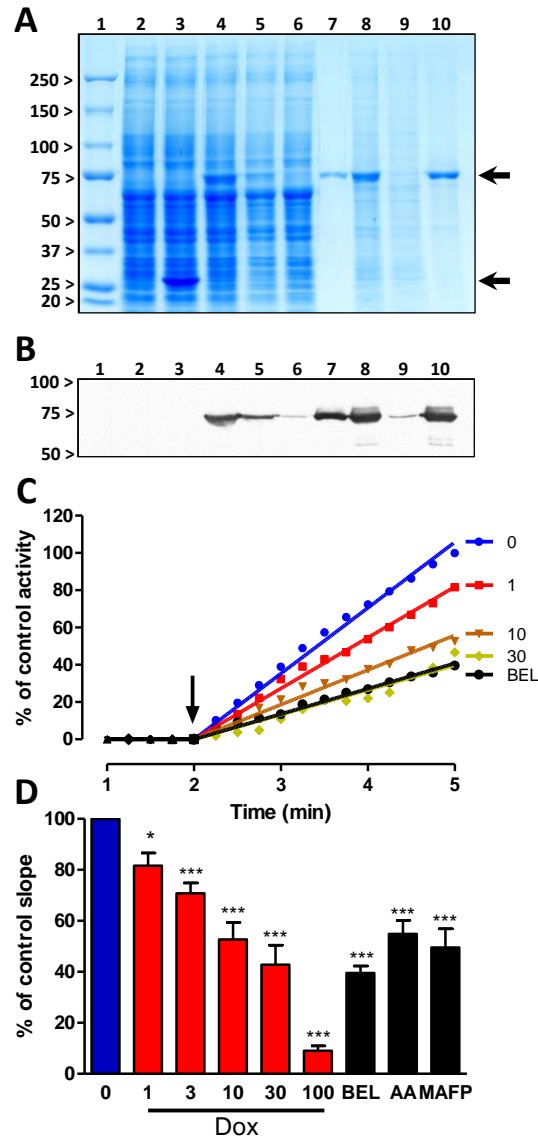 A
1 2 3 4 5 6 7 8 9 10
250 >
150 >
100 >
75 >
50 >
37 >
25 >
20 >
B
1 2 3 4 5 6 7 8 9 10
100 >
75 >
50 >
C
% of control activity
120
100
80
60
40
20
0
0
1
10
30
BEL
1 2 3 4 5
Time (min)
D
% of control slope
100
80
60
40
20
0
* *** *** *** *** *** *** ***
0 1 3 10 30 100 BEL AA MAFP
Dox